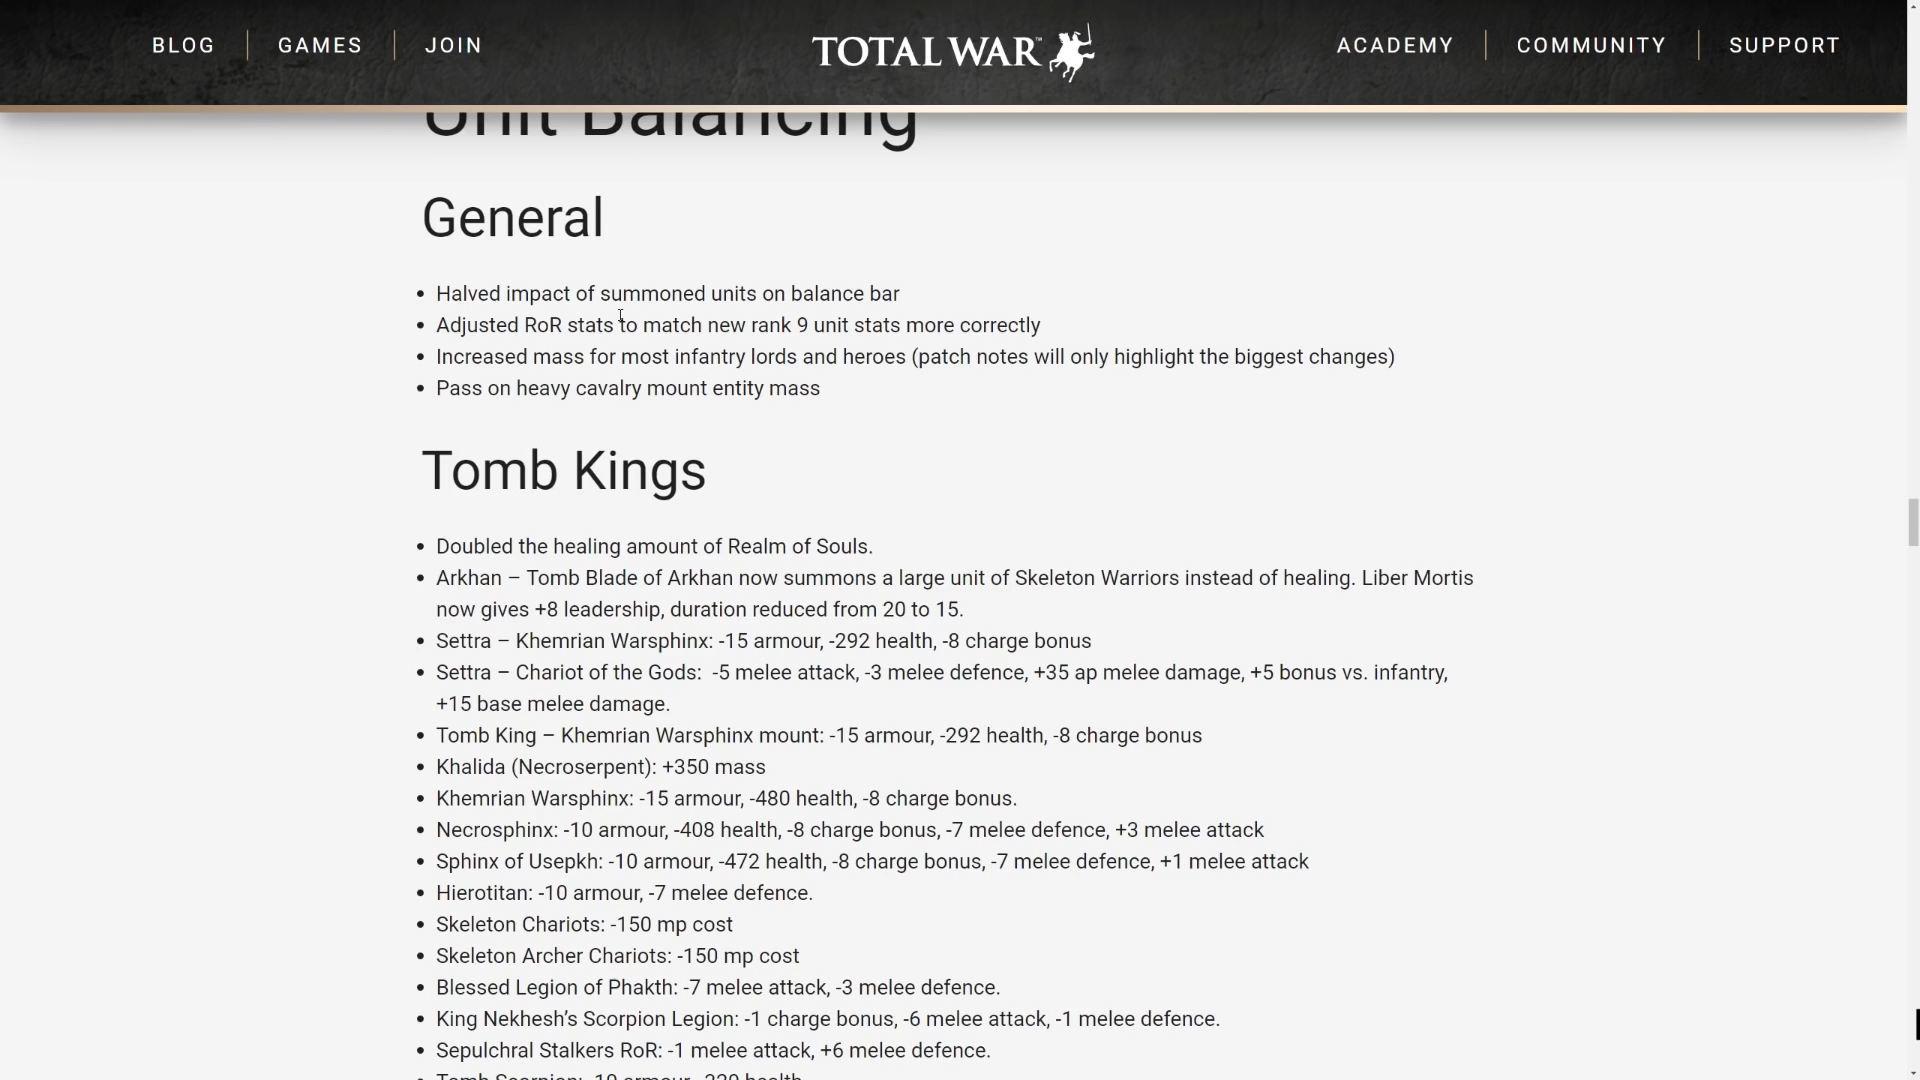 BLOG
GAMES
JOIN
TOTAL WAR™
ACADEMY
COMMUNITY
SUPPORT
Unit Balancing
General
• Halved impact of summoned units on balance bar
• Adjusted RoR stats to match new rank 9 unit stats more correctly
• Increased mass for most infantry lords and heroes (patch notes will only highlight the biggest changes)
• Pass on heavy cavalry mount entity mass
Tomb Kings
• Doubled the healing amount of Realm of Souls.
• Arkhan – Tomb Blade of Arkhan now summons a large unit of Skeleton Warriors instead of healing. Liber Mortis
now gives +8 leadership, duration reduced from 20 to 15.
• Settra – Khemrian Warsphinx: -15 armour, -292 health, -8 charge bonus
• Settra – Chariot of the Gods:  -5 melee attack, -3 melee defence, +35 ap melee damage, +5 bonus vs. infantry,
+15 base melee damage.
• Tomb King – Khemrian Warsphinx mount: -15 armour, -292 health, -8 charge bonus
• Khalida (Necroserpent): +350 mass
• Khemrian Warsphinx: -15 armour, -480 health, -8 charge bonus.
• Necrosphinx: -10 armour, -408 health, -8 charge bonus, -7 melee defence, +3 melee attack
• Sphinx of Usepkh: -10 armour, -472 health, -8 charge bonus, -7 melee defence, +1 melee attack
• Hierotitan: -10 armour, -7 melee defence.
• Skeleton Chariots: -150 mp cost
• Skeleton Archer Chariots: -150 mp cost
• Blessed Legion of Phakth: -7 melee attack, -3 melee defence.
• King Nekhesh’s Scorpion Legion: -1 charge bonus, -6 melee attack, -1 melee defence.
• Sepulchral Stalkers RoR: -1 melee attack, +6 melee defence.